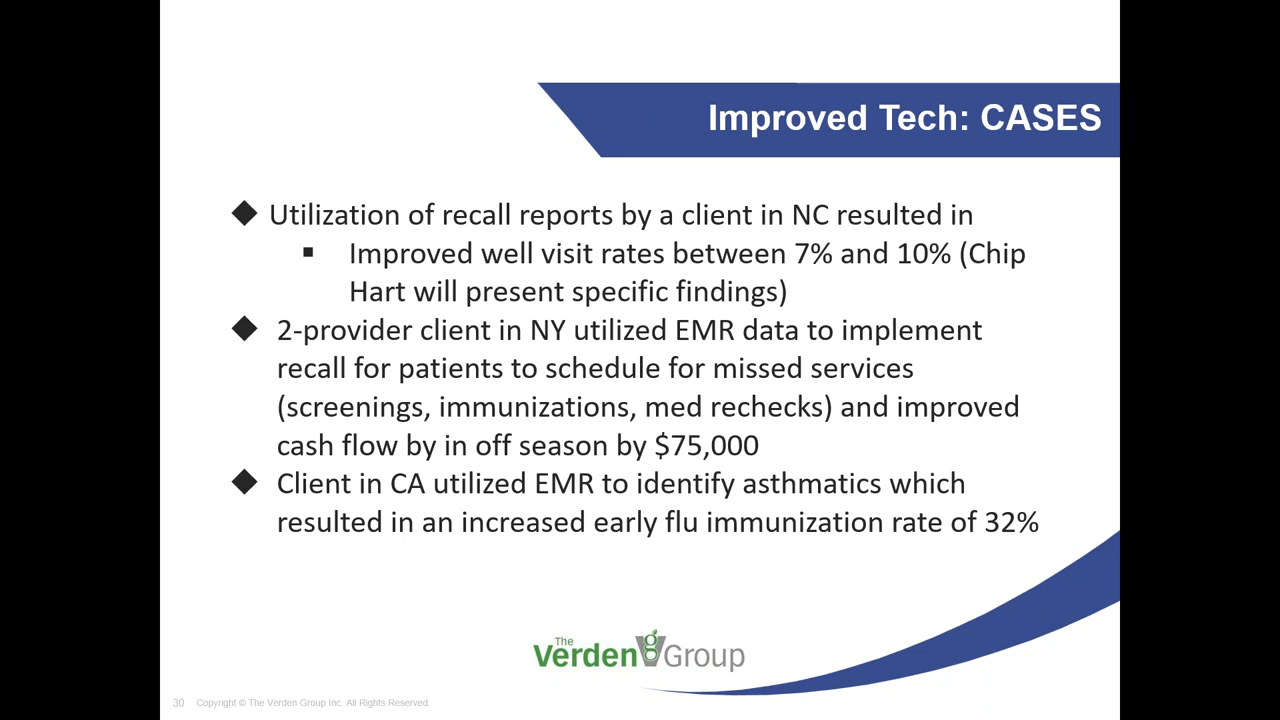 Improved Tech: CASES
Utilization of recall reports by a client in NC resulted in
Improved well visit rates between 7% and 10% (Chip
Hart will present specific findings)
2-provider client in NY utilized EMR data to implement
recall for patients to schedule for missed services
(screenings, immunizations, med rechecks) and improved
cash flow by in off season by $75,000
Client in CA utilized EMR to identify asthmatics which
resulted in an increased early flu immunization rate of 32%
The
Verden Vg Group
30 Copyright © The Verden Group Inc. All Rights Reserved.